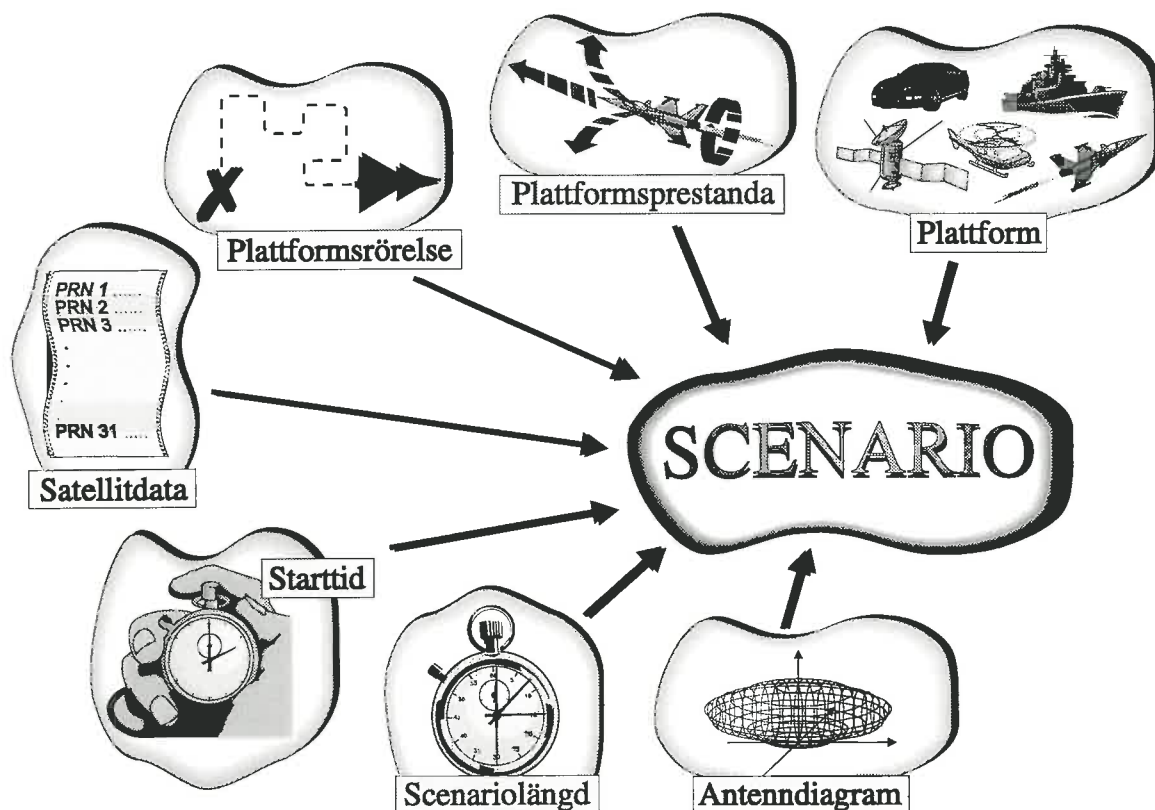 Plattformsprestanda
Plattform
Plattformsrörelse
PRN 1 ......
PRN 2 ......
PRN 3 ......
.
.
.
.
.
PRN 31 .....
Satellitdata
SCENARIO
Starttid
Scenariolängd
Antenndiagram